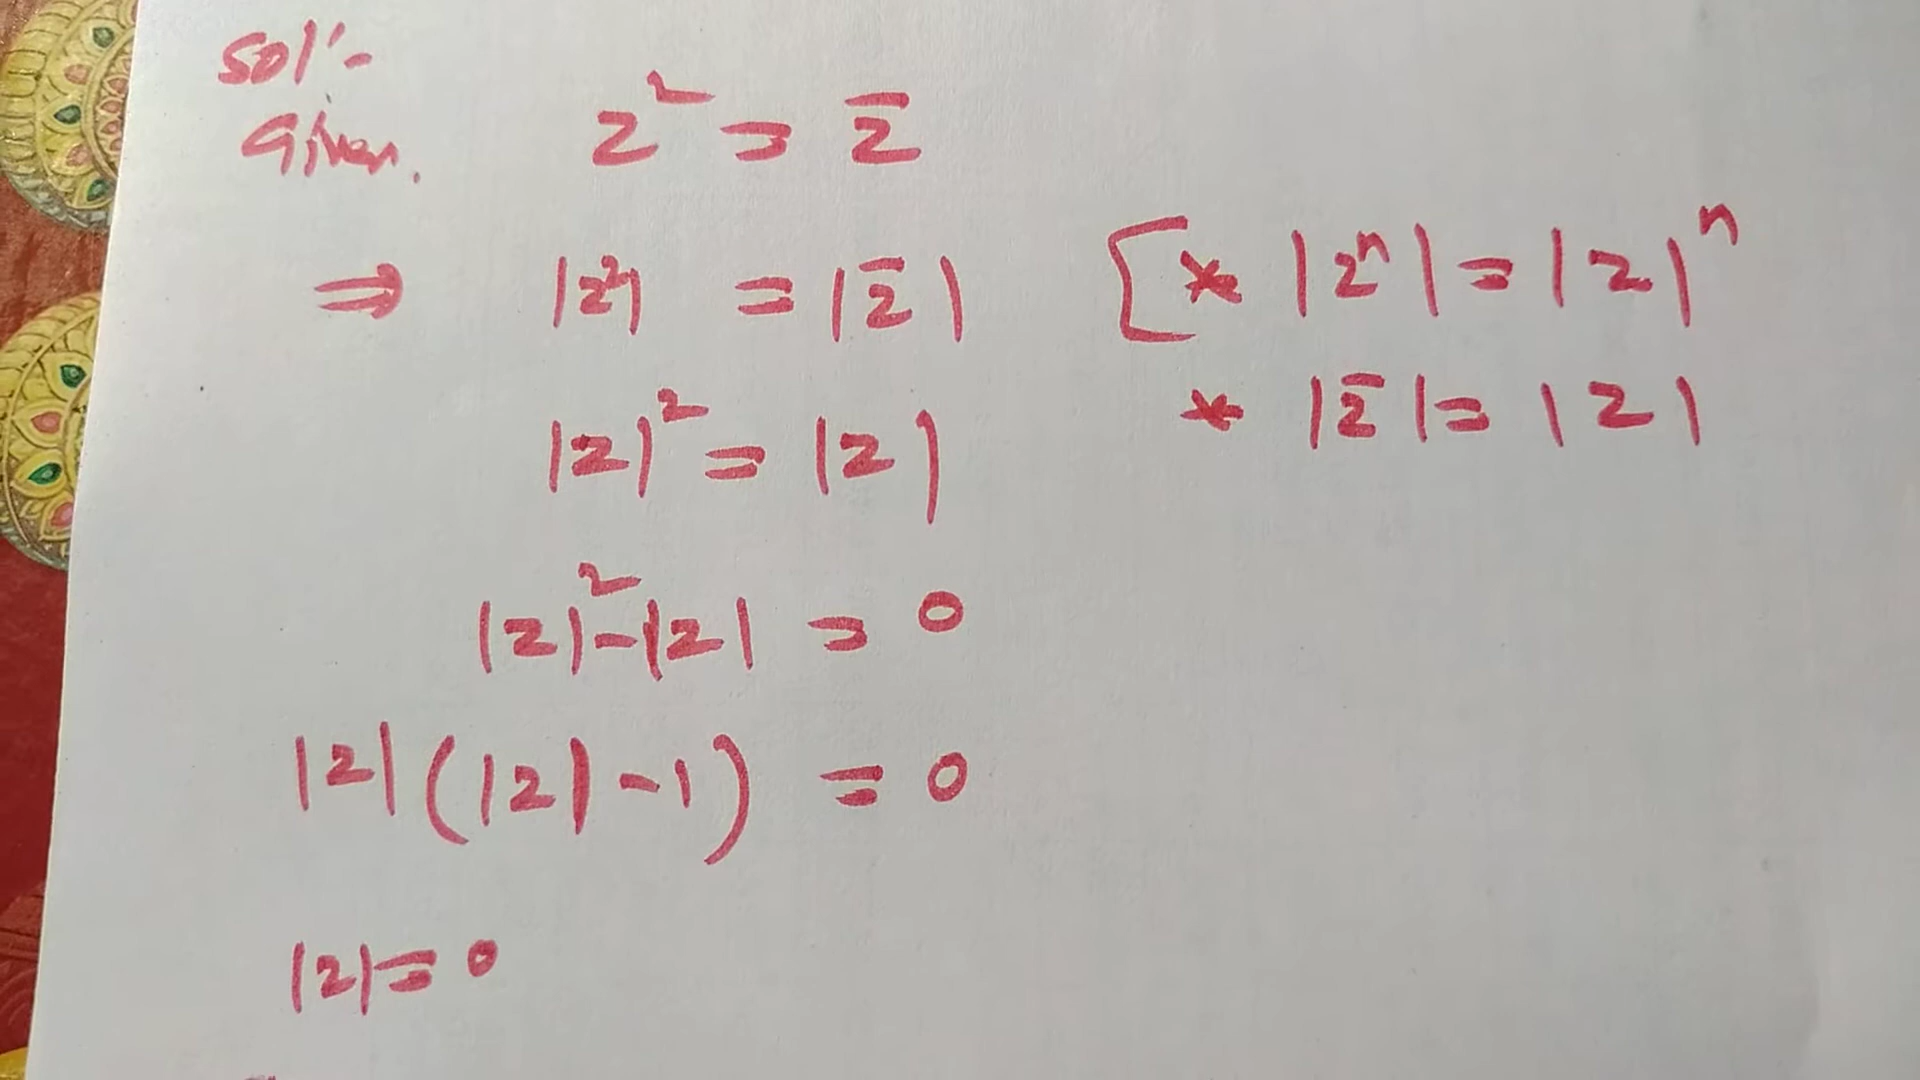 Sol:-
Given. z² = z̅
⇒ |z²| = |z̅| [* |zⁿ| = |z|ⁿ
|z|² = |z| * |z̅| = |z|
|z|² - |z| = 0
|z| (|z| - 1) = 0
|z| = 0